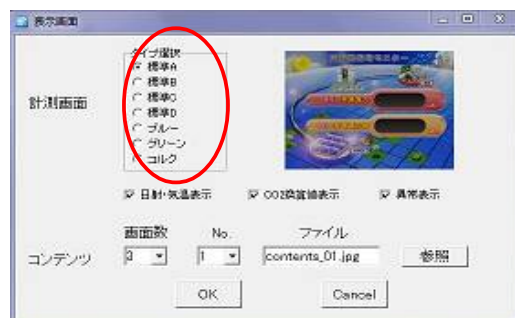 表示画面
タイプ選択
標準A
標準B
標準C
標準D
ブルー
グリーン
コルク
計測画面
日射・気温表示
CO2換算値表示
異常表示
画面数
No.
ファイル
コンテンツ
3
1
contents_01.jpg
参照
OK
Cancel